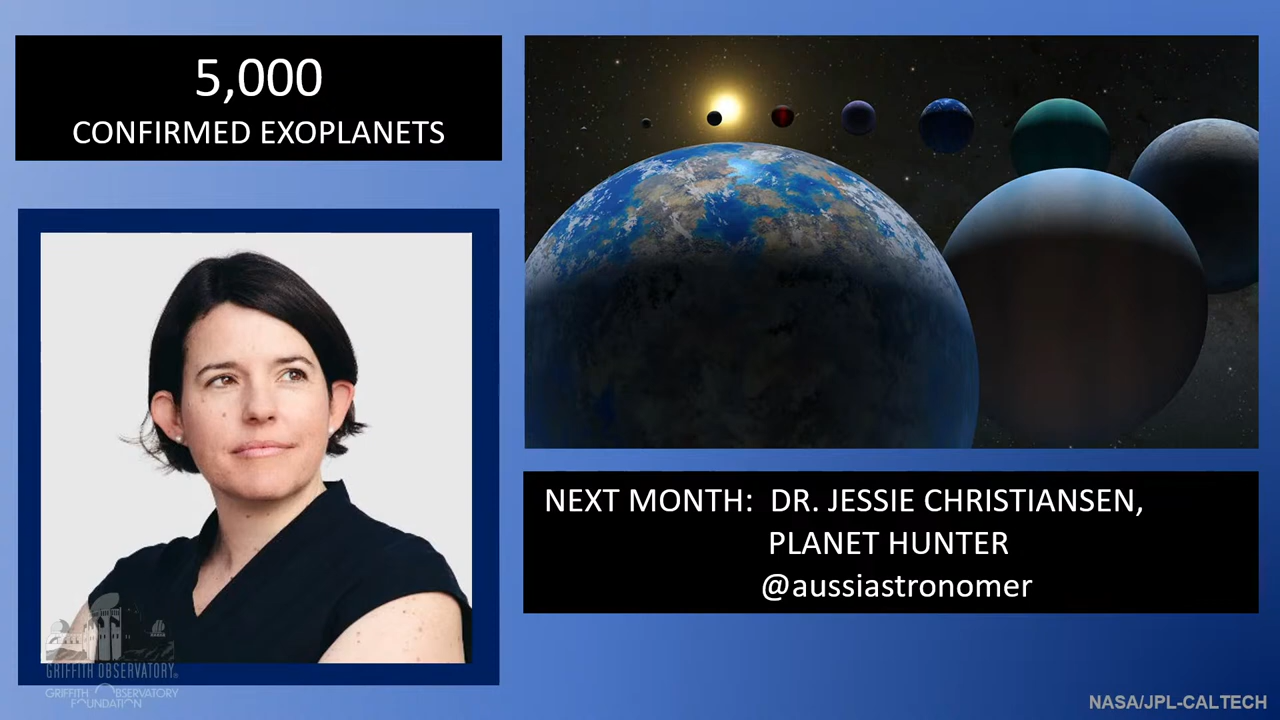 5,000
CONFIRMED EXOPLANETS
NEXT MONTH: DR. JESSIE CHRISTIANSEN,
PLANET HUNTER
@aussiastronomer
GRIFFITH OBSERVATORY
GRIFFITH OBSERVATORY
FOUNDATION
NASA/JPL-CALTECH